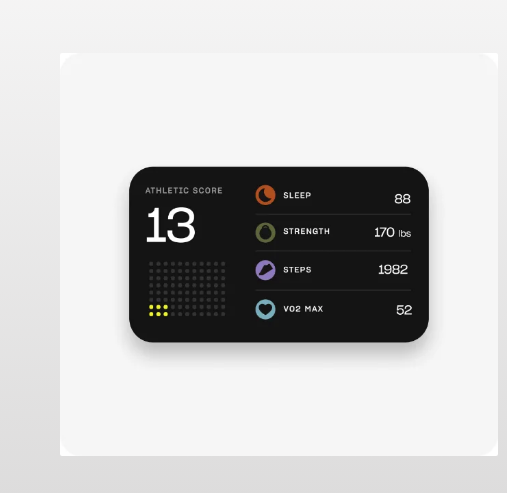 ATHLETIC SCORE
13
SLEEP 88
STRENGTH 170 lbs
STEPS 1982
VO2 MAX 52